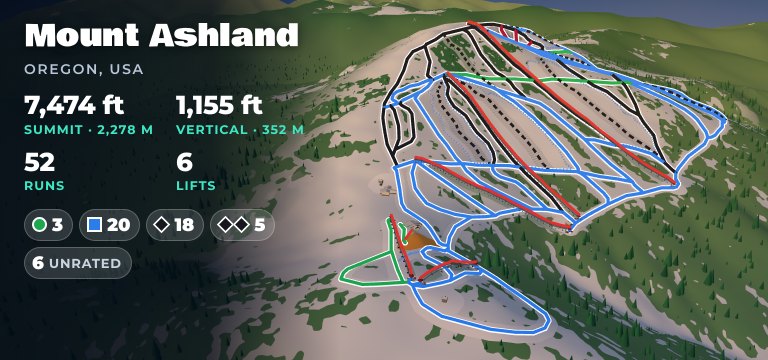 Mount Ashland
OREGON, USA
7,474 ft 1,155 ft
SUMMIT · 2,278 M VERTICAL · 352 M
52 6
RUNS LIFTS
3 20 18 5
6 UNRATED